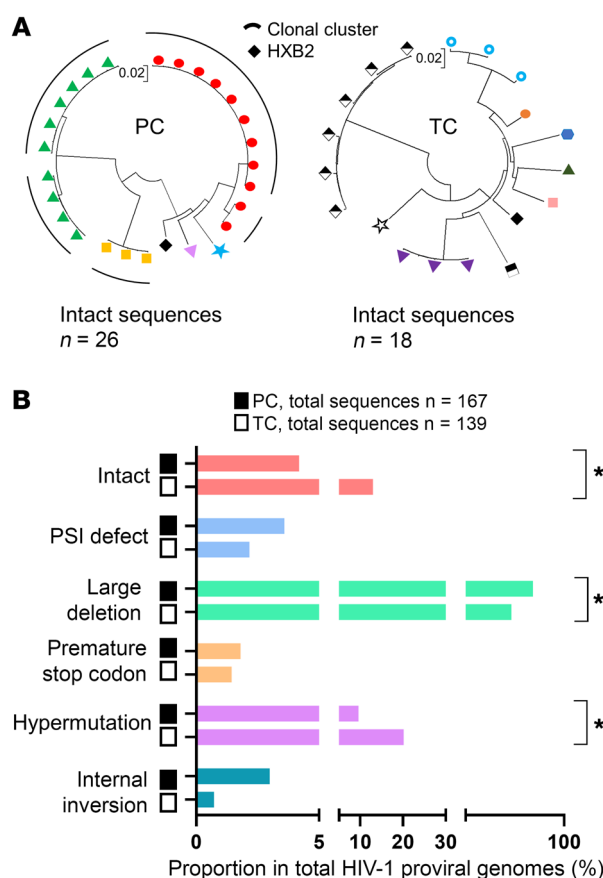 A
Clonal cluster
HXB2
0.02
PC
0.02
TC
Intact sequences
n = 26
Intact sequences
n = 18
B
PC, total sequences n = 167
TC, total sequences n = 139
Intact
*
PSI defect
Large
deletion
*
Premature
stop codon
Hypermutation
*
Internal
inversion
0 5 10 20 30 100
Proportion in total HIV-1 proviral genomes (%)